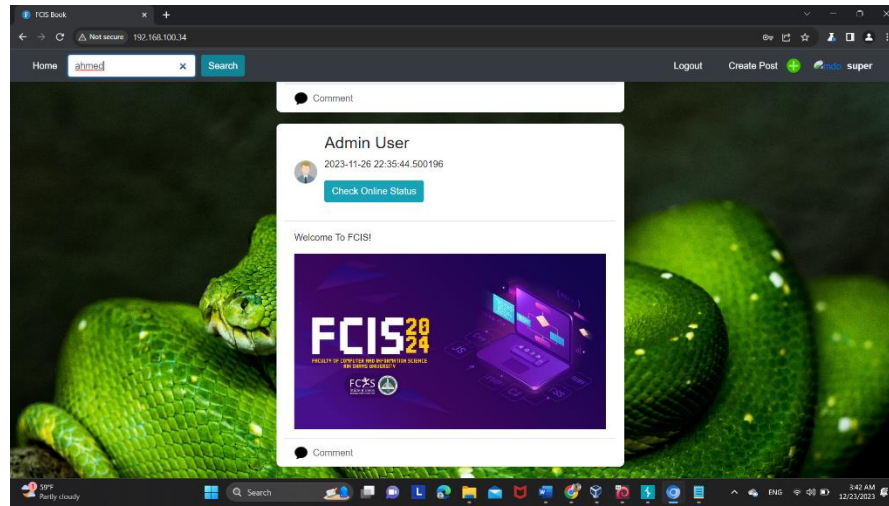 FCIS Book
Not secure 192.168.100.34
Home ahmed Search Logout Create Post super
Comment
Admin User
2023-11-26 22:35:44.500196
Check Online Status
Welcome To FCIS!
FCIS 20 24
FACULTY OF COMPUTER AND INFORMATION SCIENCE
AIN SHAMS UNIVERSITY
Comment
59°F
Partly cloudy
Search
ENG
3:42 AM
12/23/2023